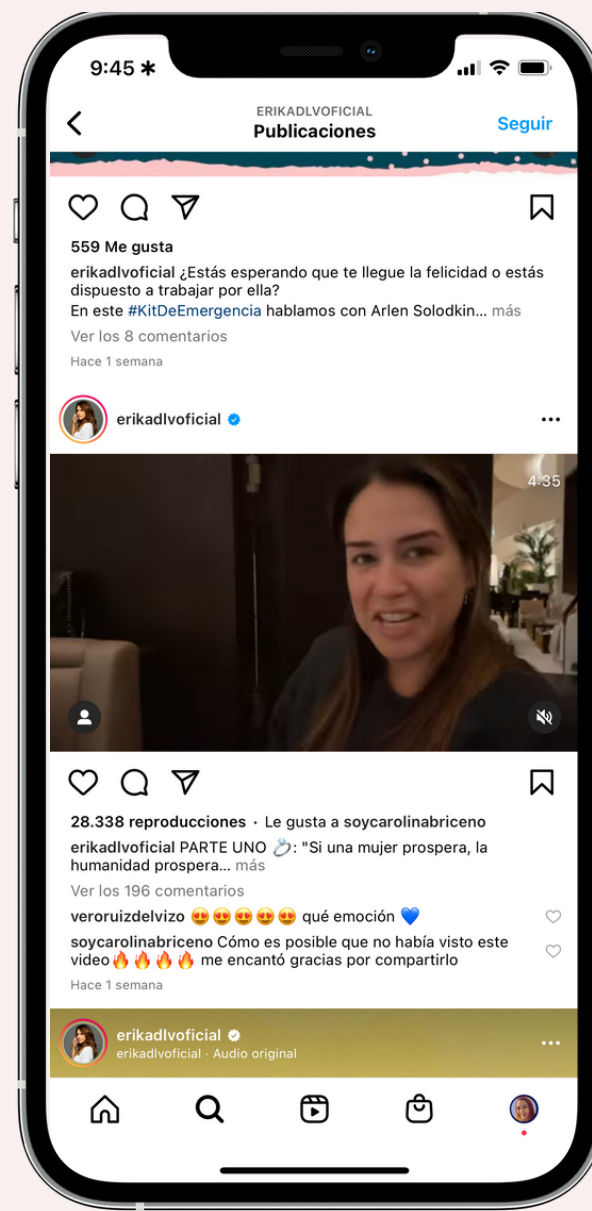 9:45 *
ERIKADLVOFICIAL
Publicaciones
Seguir
559 Me gusta
erikadlvoficial ¿Estás esperando que te llegue la felicidad o estás
dispuesto a trabajar por ella?
En este #KitDeEmergencia hablamos con Arlen Solodkin... más
Ver los 8 comentarios
Hace 1 semana
erikadlvoficial
4:35
28.338 reproducciones · Le gusta a soycarolinabriceno
erikadlvoficial PARTE UNO 💍: "Si una mujer prospera, la
humanidad prospera... más
Ver los 196 comentarios
veroruizdelvizo 😍😍😍😍😍 qué emoción 💙
soycarolinabriceno Cómo es posible que no había visto este
video🔥🔥🔥🔥 me encantó gracias por compartirlo
Hace 1 semana
erikadlvoficial
erikadlvoficial · Audio original